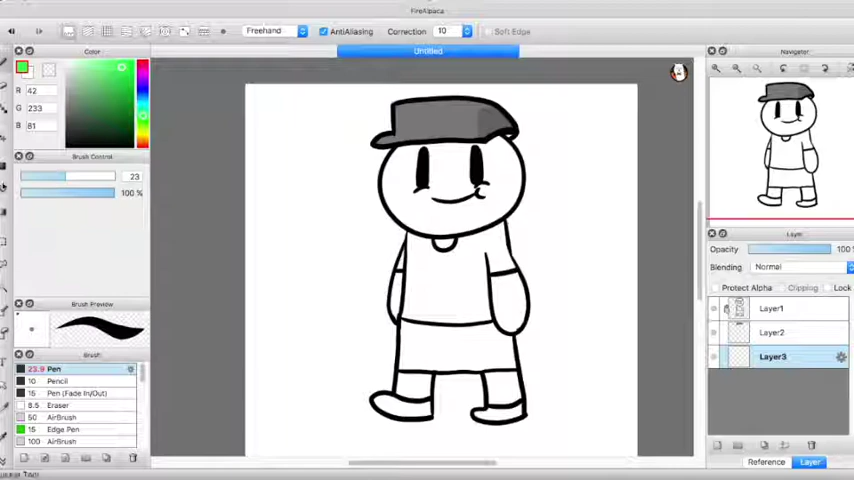 FireAlpaca
Freehand
AntiAliasing
Correction
10
Soft Edge
Color
Untitled
Navigator
R
42
G
233
B
81
Brush Control
23
100 %
Layer
Opacity
100
Blending
Normal
Protect Alpha
Clipping
Lock
Layer1
Layer2
Layer3
Brush Preview
Brush
23.9 Pen
10 Pencil
15 Pen (Fade In/Out)
8.5 Eraser
50 AirBrush
15 Edge Pen
100 AirBrush
Reference
Layer